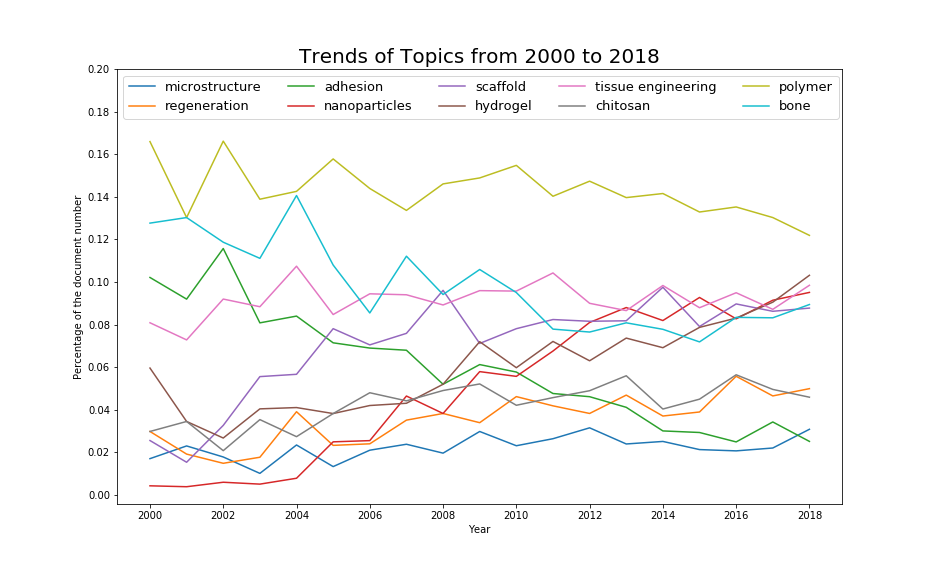 Trends of Topics from 2000 to 2018
microstructure adhesion scaffold tissue engineering polymer
regeneration nanoparticles hydrogel chitosan bone
Percentage of the document number
0.20
0.18
0.16
0.14
0.12
0.10
0.08
0.06
0.04
0.02
0.00
2000 2002 2004 2006 2008 2010 2012 2014 2016 2018
Year